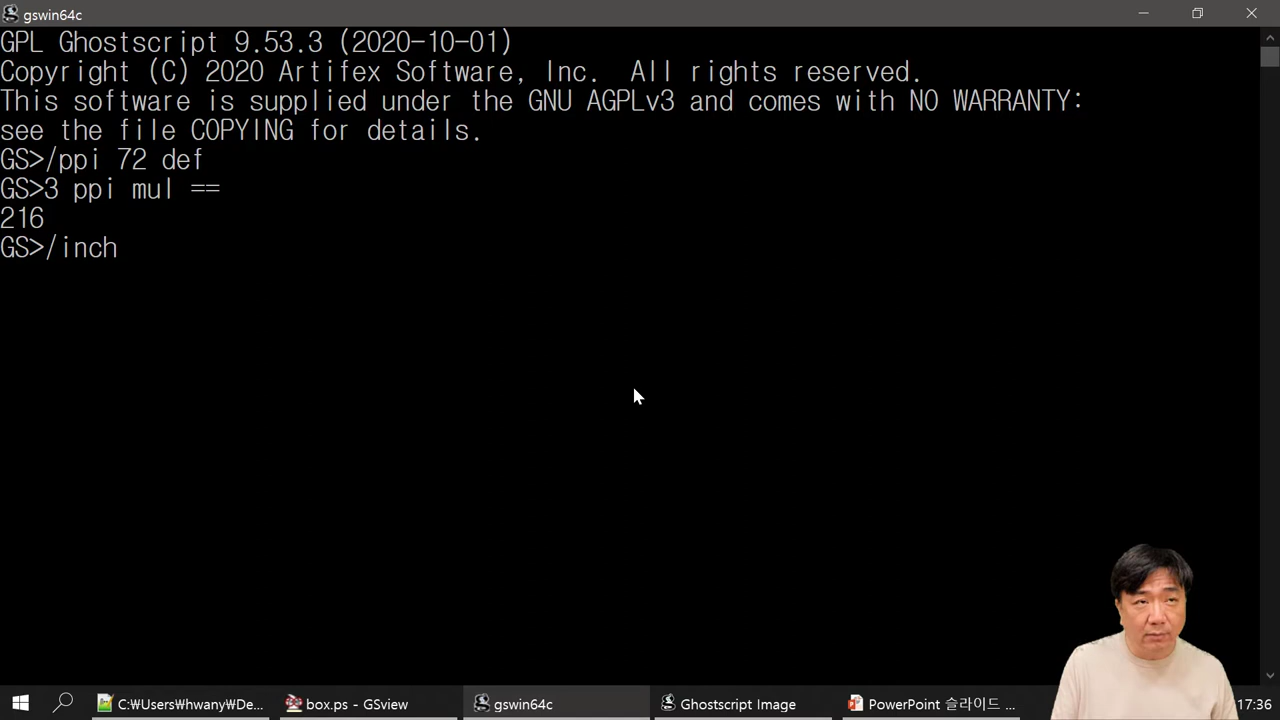 gswin64c
GPL Ghostscript 9.53.3 (2020-10-01)
Copyright (C) 2020 Artifex Software, Inc.  All rights reserved.
This software is supplied under the GNU AGPLv3 and comes with NO WARRANTY:
see the file COPYING for details.
GS>/ppi 72 def
GS>3 ppi mul ==
216
GS>/inch
C:₩Users₩hwany₩De...
box.ps - GSview
gswin64c
Ghostscript Image
PowerPoint 슬라이드 ...
17:36